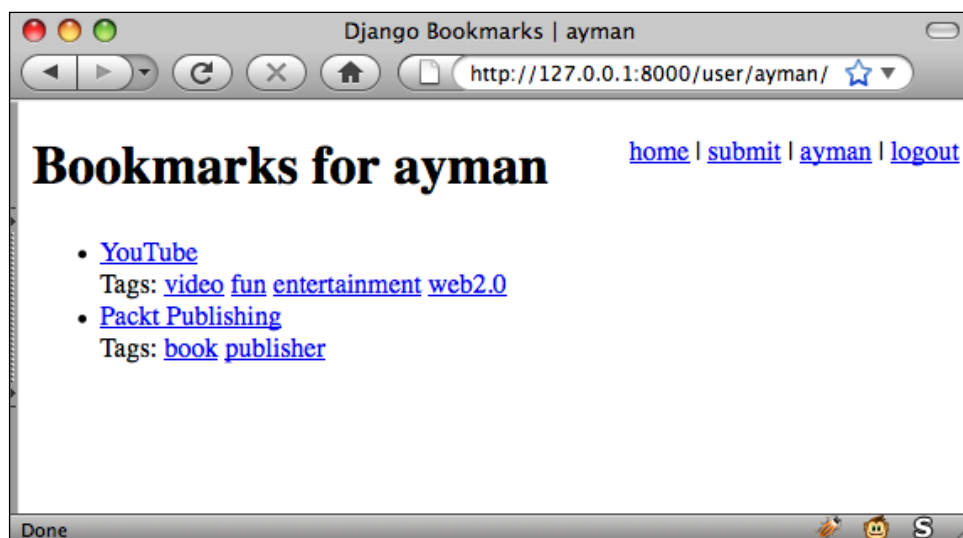 Django Bookmarks | ayman
http://127.0.0.1:8000/user/ayman/
home | submit | ayman | logout
Bookmarks for ayman
• YouTube
Tags: video fun entertainment web2.0
• Packt Publishing
Tags: book publisher
Done
S